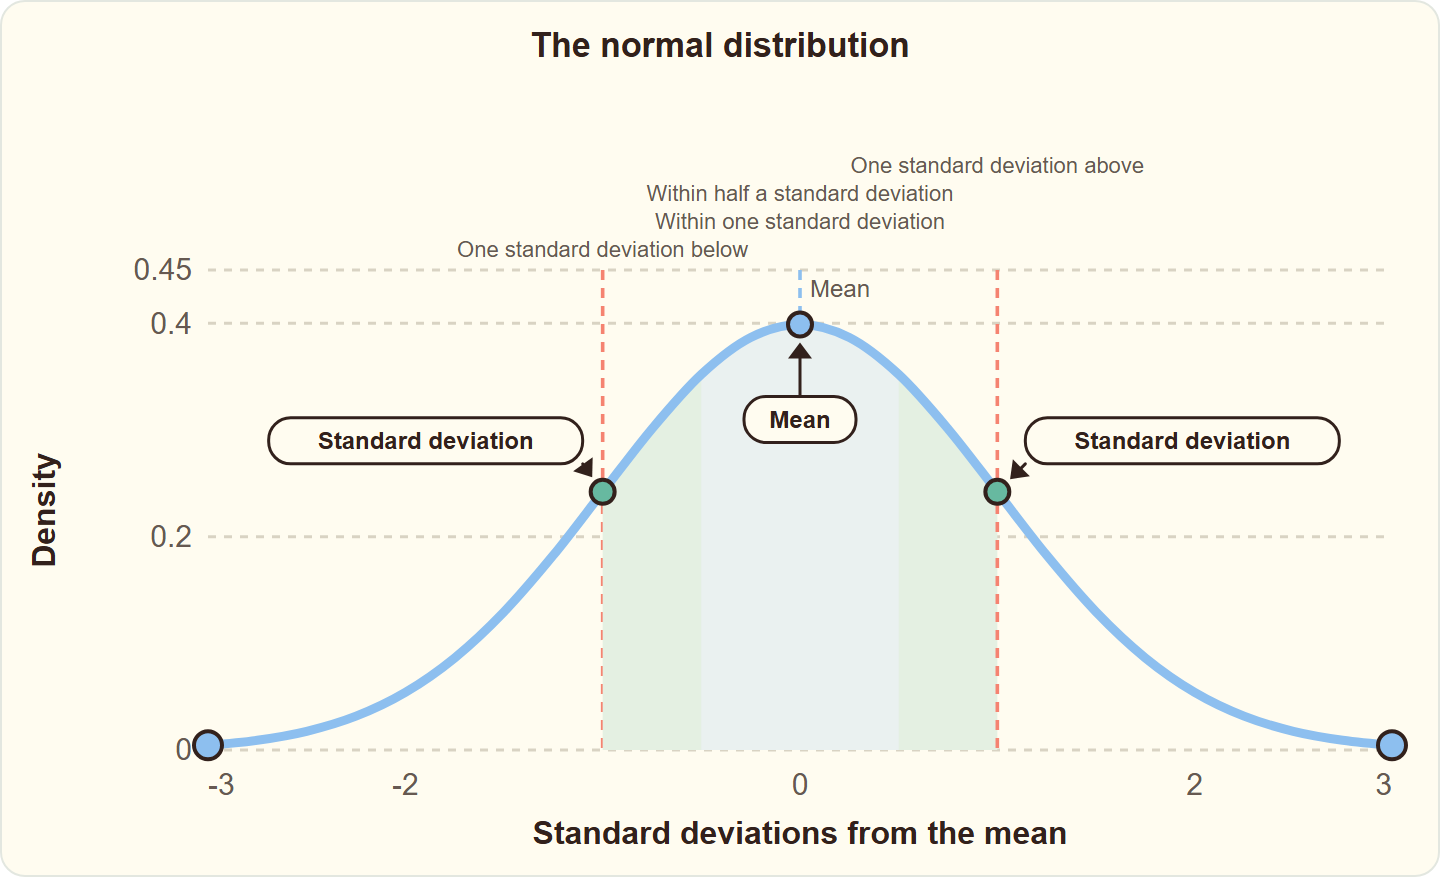 The normal distribution
One standard deviation above
Within half a standard deviation
Within one standard deviation
One standard deviation below
0.45
Mean
0.4
Mean
Standard deviation
Standard deviation
Density
0.2
0
-3
-2
0
2
3
Standard deviations from the mean